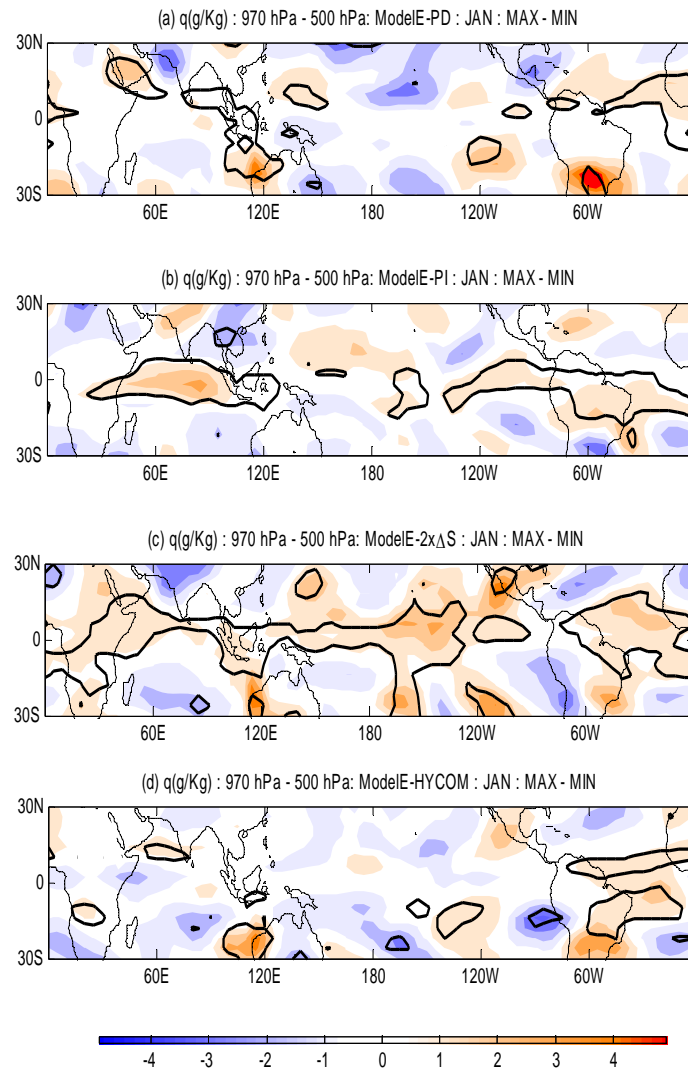 (a) q(g/Kg) : 970 hPa - 500 hPa: ModelE-PD : JAN : MAX - MIN
30N
0
30S
60E 120E 180 120W 60W
(b) q(g/Kg) : 970 hPa - 500 hPa: ModelE-PI : JAN : MAX - MIN
30N
0
30S
60E 120E 180 120W 60W
(c) q(g/Kg) : 970 hPa - 500 hPa: ModelE-2xΔS : JAN : MAX - MIN
30N
0
30S
60E 120E 180 120W 60W
(d) q(g/Kg) : 970 hPa - 500 hPa: ModelE-HYCOM : JAN : MAX - MIN
30N
0
30S
60E 120E 180 120W 60W
-4 -3 -2 -1 0 1 2 3 4